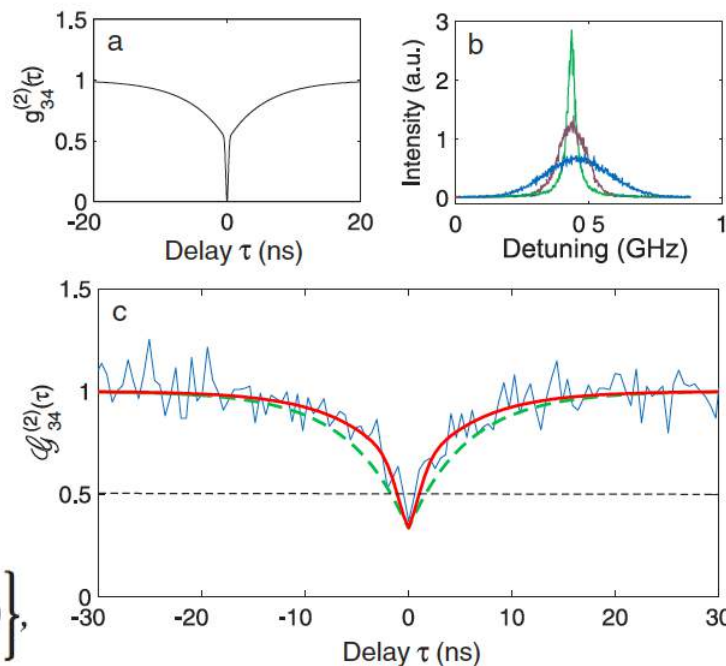 a
g₃₄⁽²⁾(τ)
1.5
1
0.5
0
-20 0 20
Delay τ (ns)
b
Intensity (a.u.)
3
2
1
0
0 0 5 1
Detuning (GHz)
c
𝒢₃₄⁽²⁾(τ)
1.5
1
0.5
0
-30 -20 -10 0 10 20 30
Delay τ (ns)
)},